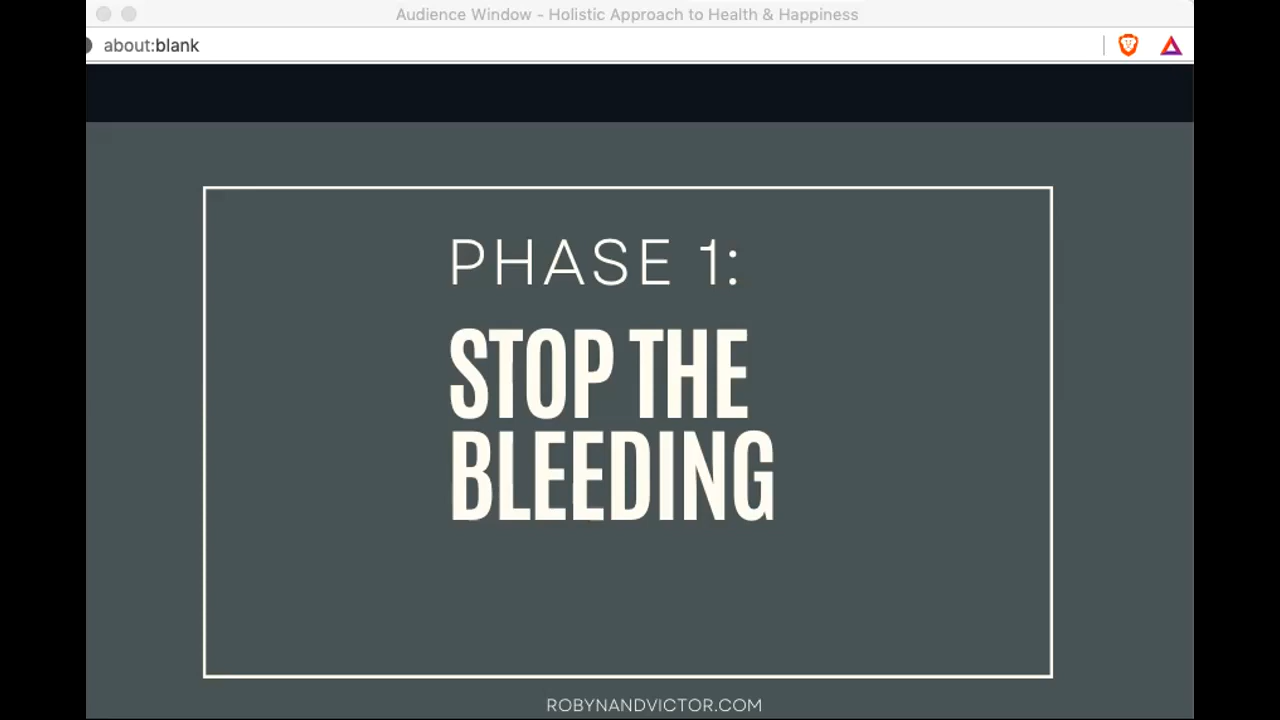 Audience Window - Holistic Approach to Health & Happiness
about:blank
PHASE 1:
STOP THE
BLEEDING
ROBYNANDVICTOR.COM